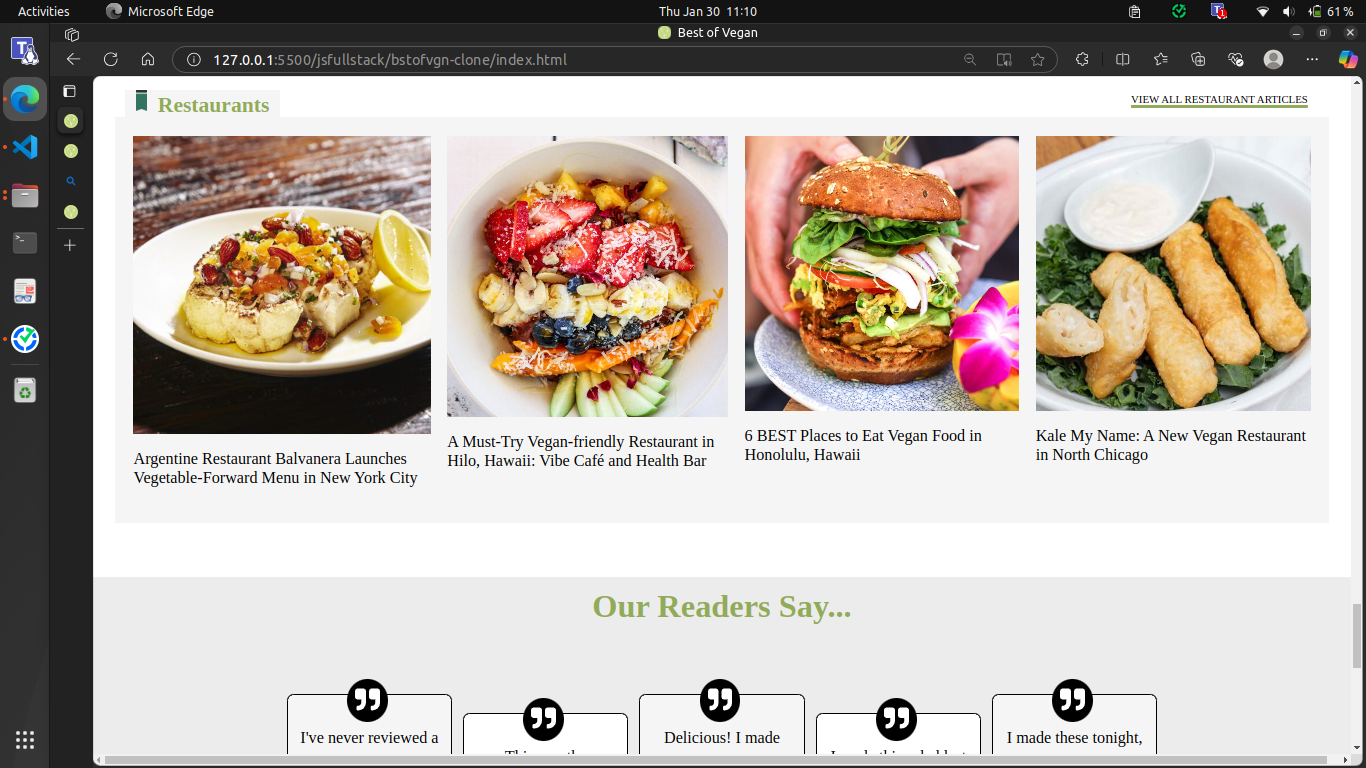 Activities
Microsoft Edge
Thu Jan 30 11:10
T
1
61 %
T
Best of Vegan
127.0.0.1:5500/jsfullstack/bstofvgn-clone/index.html
Restaurants
VIEW ALL RESTAURANT ARTICLES
Argentine Restaurant Balvanera Launches
Vegetable-Forward Menu in New York City
A Must-Try Vegan-friendly Restaurant in
Hilo, Hawaii: Vibe Café and Health Bar
6 BEST Places to Eat Vegan Food in
Honolulu, Hawaii
Kale My Name: A New Vegan Restaurant
in North Chicago
Our Readers Say...
I've never reviewed a
Delicious! I made
I made these tonight,